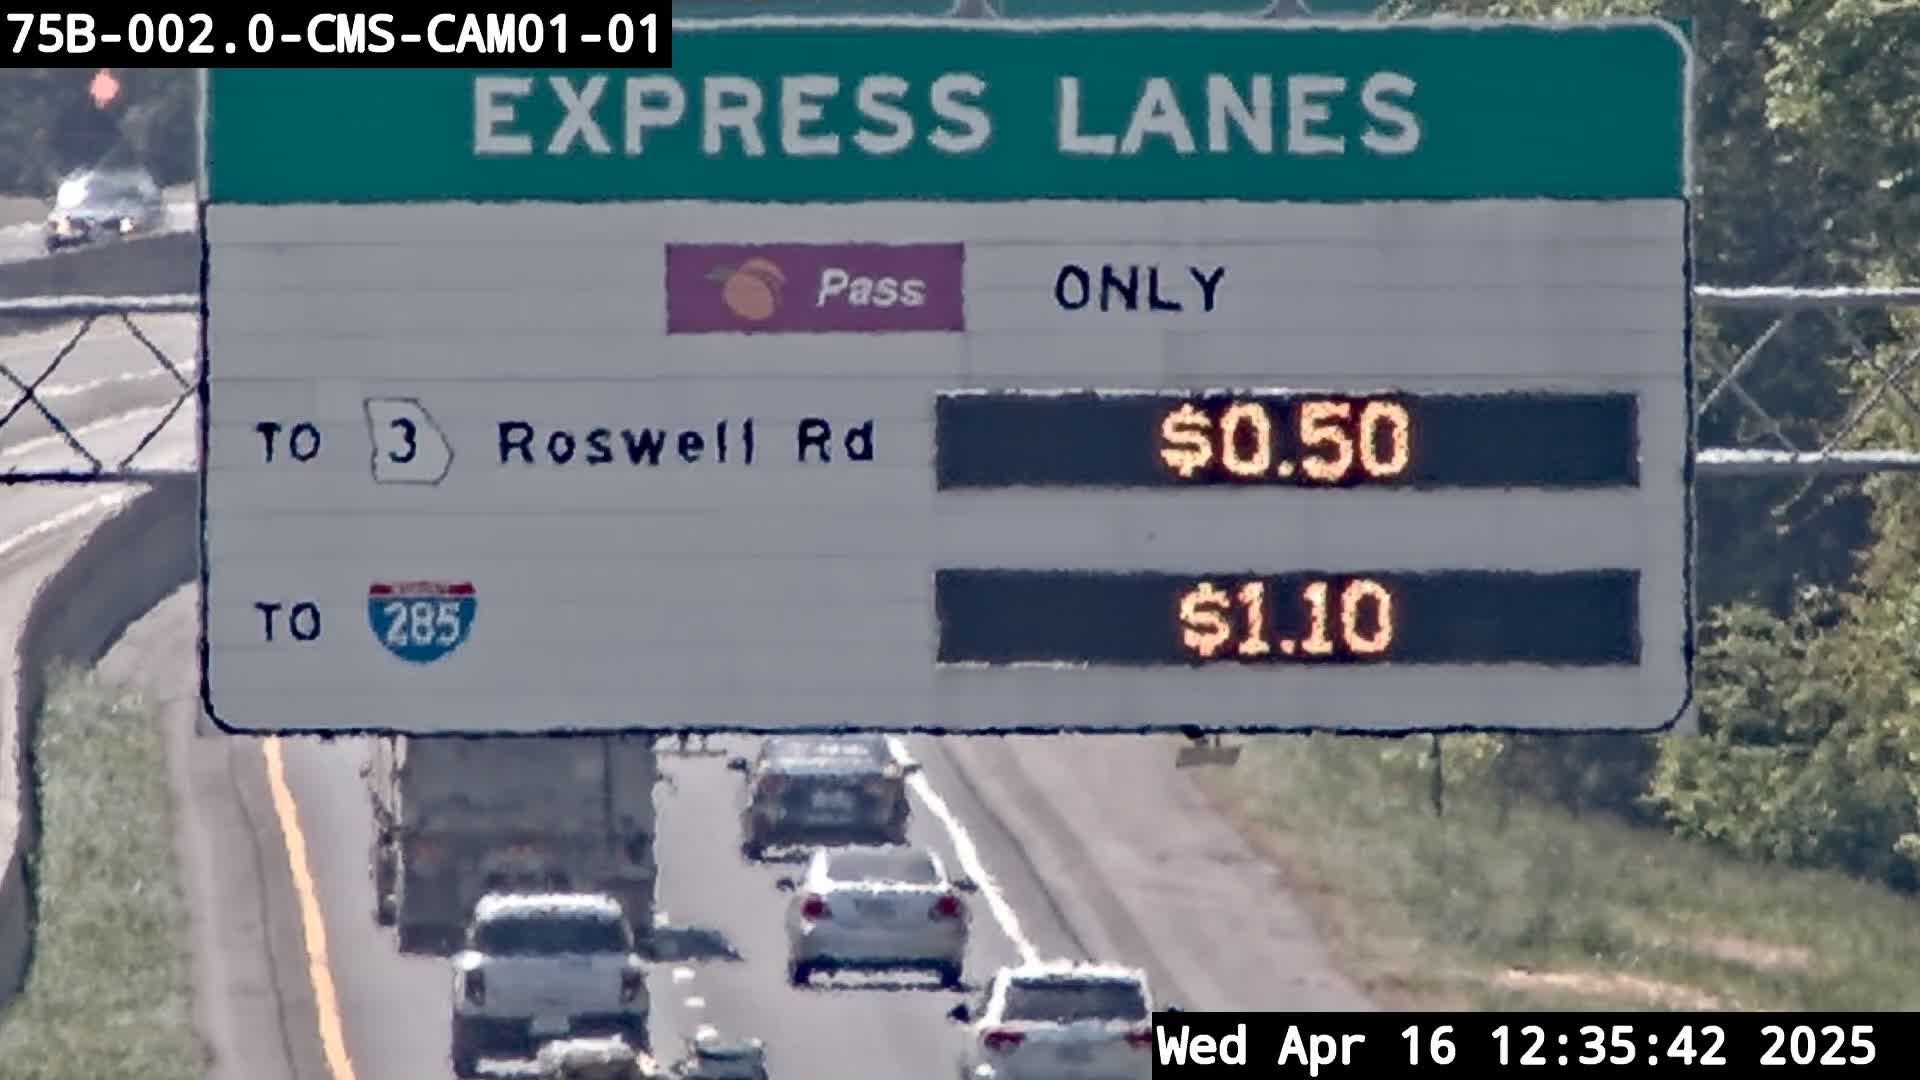 75B-002.0-CMS-CAM01-01
EXPRESS LANES
Pass ONLY
TO 3 Roswell Rd $0.50
TO 285 $1.10
Wed Apr 16 12:35:42 2025